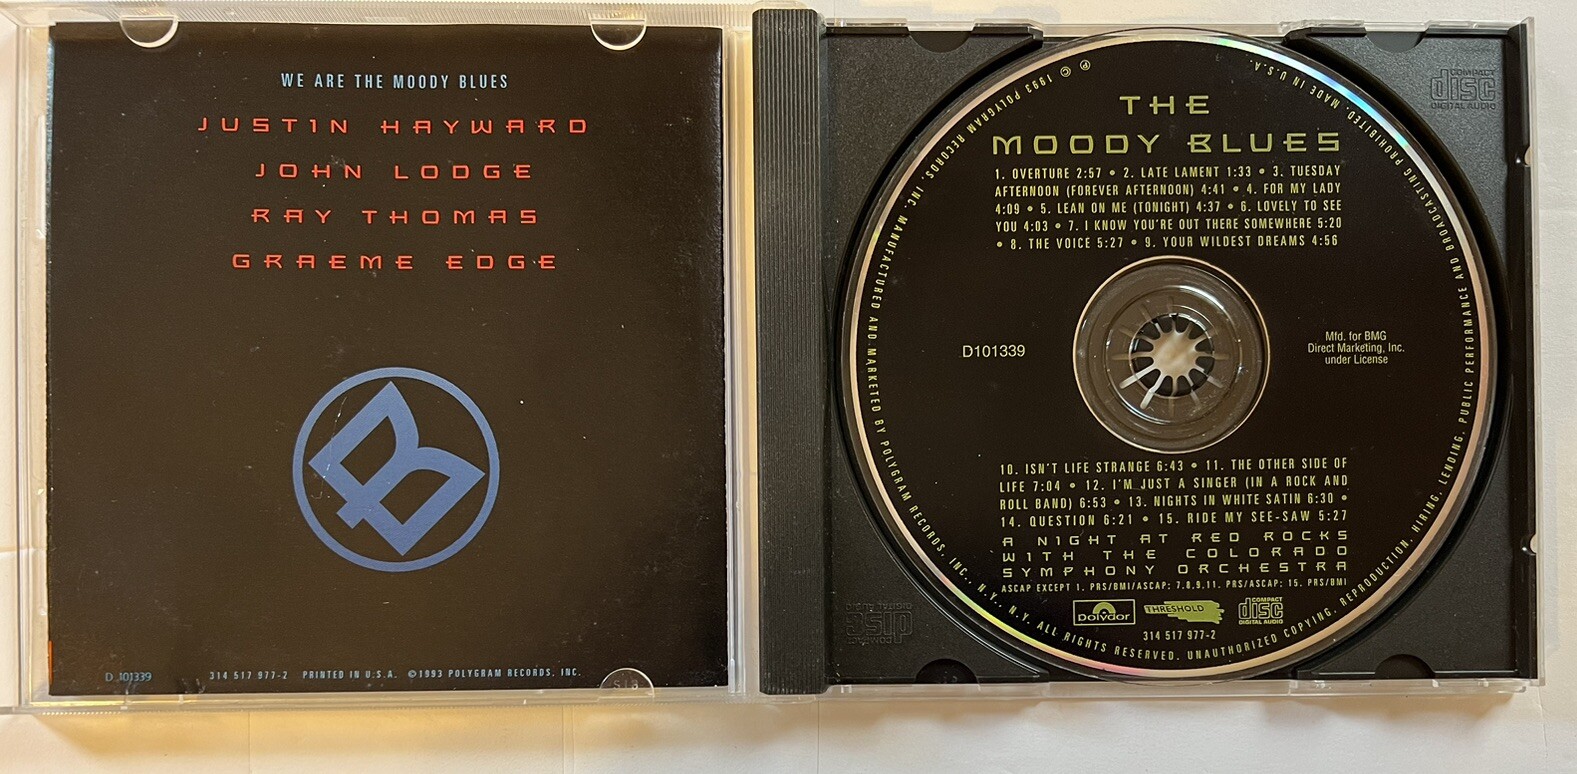 WE ARE THE MOODY BLUES
JUSTIN HAYWARD
JOHN LODGE
RAY THOMAS
GRAEME EDGE
D 101339
314 517 977-2 PRINTED IN U.S.A. ©1993 POLYGRAM RECORDS, INC.
THE
MOODY BLUES
1. OVERTURE 2:57 • 2. LATE LAMENT 1:33 • 3. TUESDAY
AFTERNOON (FOREVER AFTERNOON) 4:41 • 4. FOR MY LADY
4:09 • 5. LEAN ON ME (TONIGHT) 4:37 • 6. LOVELY TO SEE
YOU 4:03 • 7. I KNOW YOU'RE OUT THERE SOMEWHERE 5:20
• 8. THE VOICE 5:27 • 9. YOUR WILDEST DREAMS 4:56
D101339
Mfd. for BMG
Direct Marketing, Inc.
under License
10. ISN'T LIFE STRANGE 6:43 • 11. THE OTHER SIDE OF
LIFE 7:04 • 12. I'M JUST A SINGER (IN A ROCK AND
ROLL BAND) 6:53 • 13. NIGHTS IN WHITE SATIN 6:30 •
14. QUESTION 6:21 • 15. RIDE MY SEE-SAW 5:27
A NIGHT AT RED ROCKS
WITH THE COLORADO
SYMPHONY ORCHESTRA
ASCAP EXCEPT 1. PRS/BMI/ASCAP: 7,8,9,11. PRS/ASCAP: 15. PRS/BMI
polydor THRESHOLD COMPACT disc DIGITAL AUDIO
314 517 977-2
℗ © 1993 POLYGRAM RECORDS, INC. MANUFACTURED AND MARKETED BY POLYGRAM RECORDS, INC., N.Y., N.Y. ALL RIGHTS RESERVED. UNAUTHORIZED COPYING, REPRODUCTION, HIRING, LENDING, PUBLIC PERFORMANCE AND BROADCASTING PROHIBITED. MADE IN U.S.A.
COMPACT
disc
DIGITAL AUDIO
COMPACT
disc
DIGITAL AUDIO